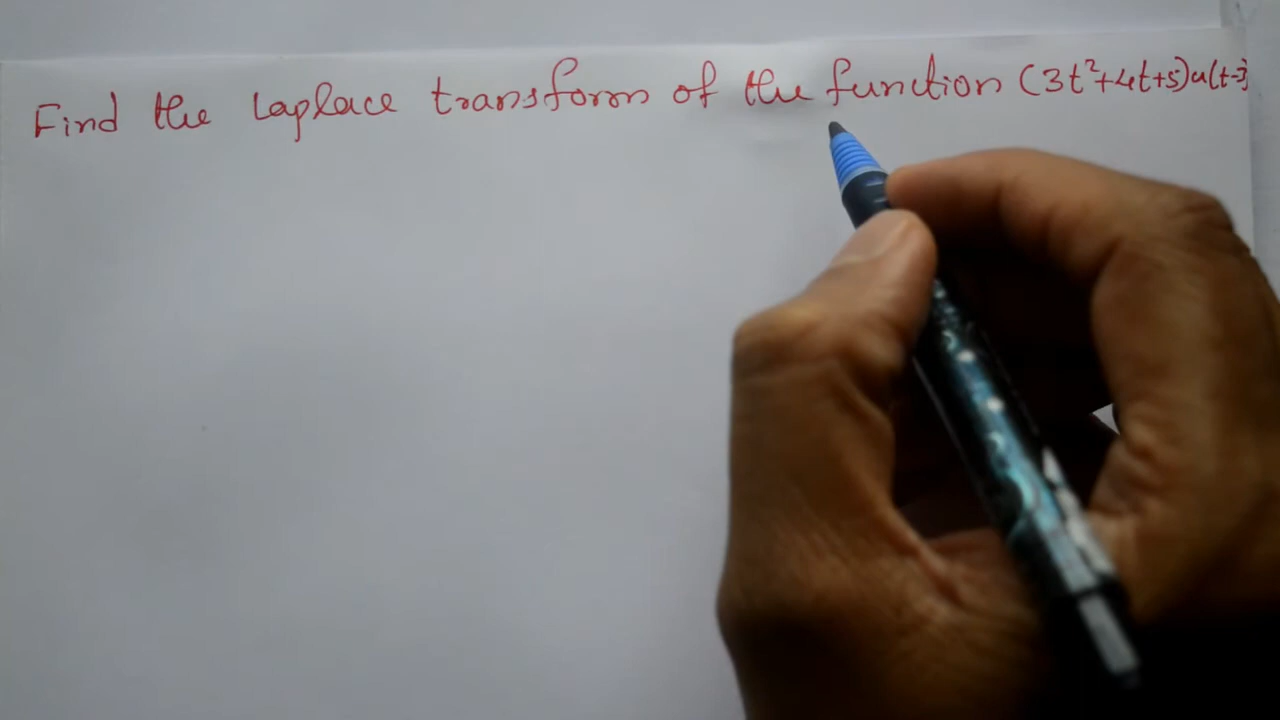 Find the Laplace transform of the function (3t²+4t+5)u(t-3)